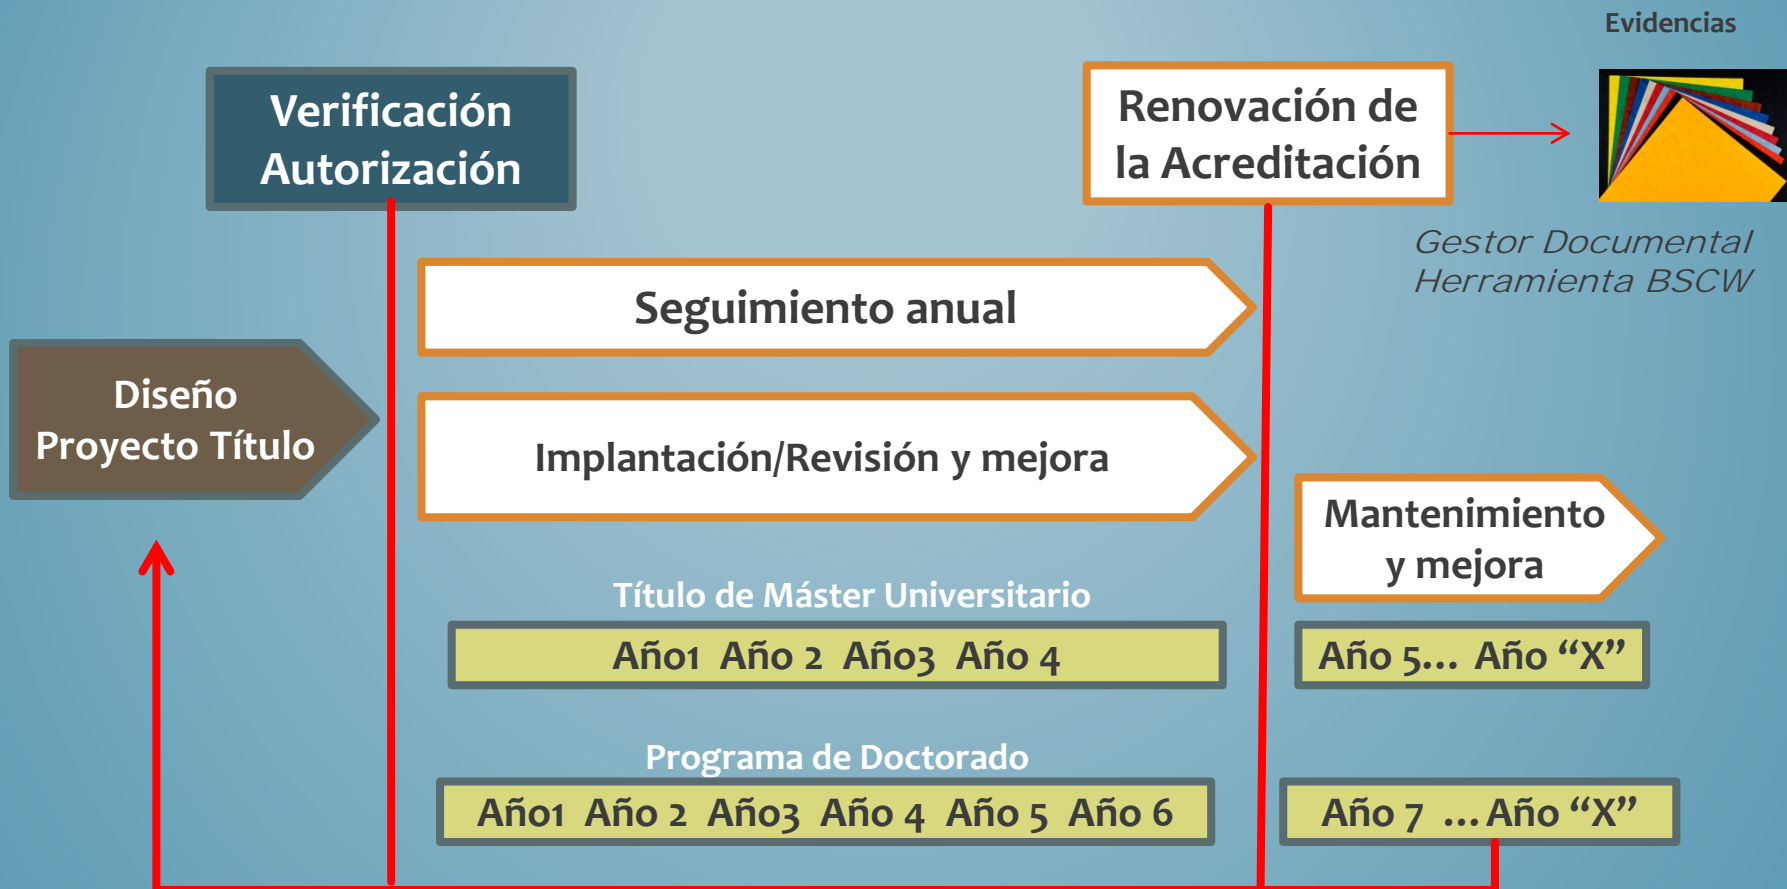 Evidencias
Verificación
Autorización
Renovación de
la Acreditación
Gestor Documental
Herramienta BSCW
Seguimiento anual
Diseño
Proyecto Título
Implantación/Revisión y mejora
Mantenimiento
y mejora
Título de Máster Universitario
Año1 Año 2 Año3 Año 4
Año 5... Año “X”
Programa de Doctorado
Año1 Año 2 Año3 Año 4 Año 5 Año 6
Año 7 ... Año “X”